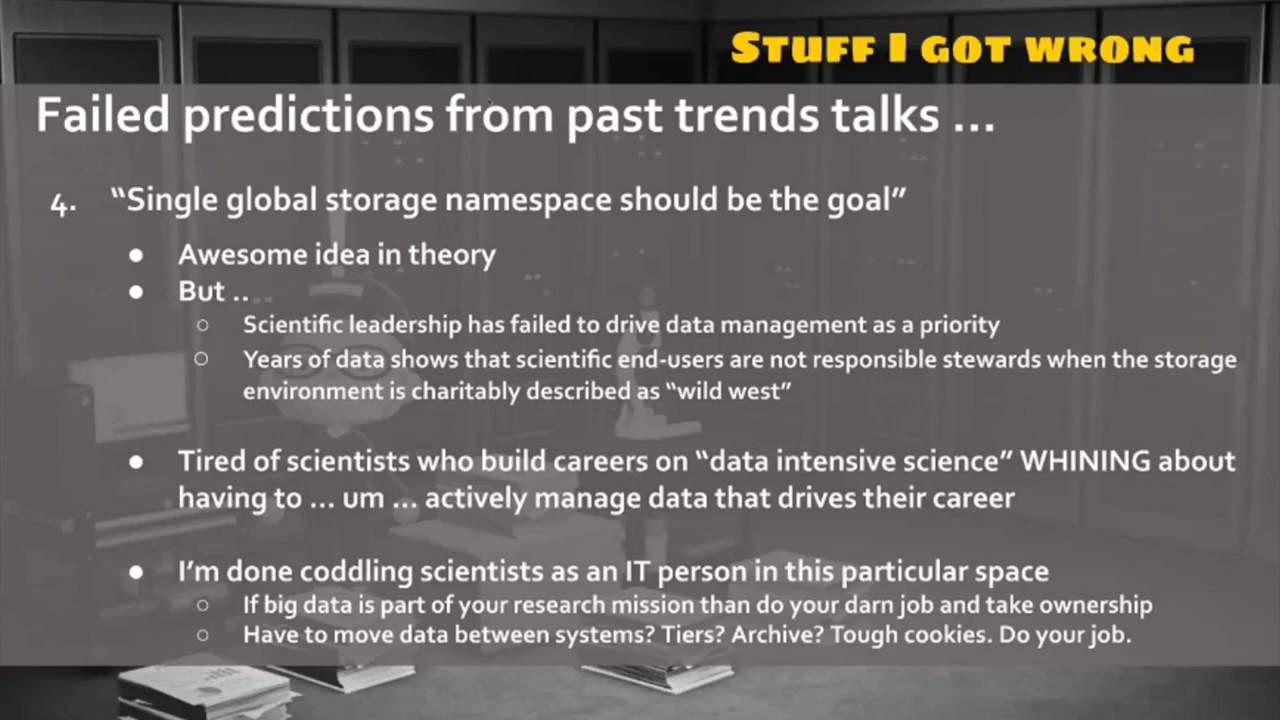 Stuff I got wrong
Failed predictions from past trends talks ...
4. “Single global storage namespace should be the goal”
● Awesome idea in theory
● But ..
○ Scientific leadership has failed to drive data management as a priority
○ Years of data shows that scientific end-users are not responsible stewards when the storage
environment is charitably described as “wild west”
● Tired of scientists who build careers on “data intensive science” WHINING about
having to ... um ... actively manage data that drives their career
● I’m done coddling scientists as an IT person in this particular space
○ If big data is part of your research mission than do your darn job and take ownership
○ Have to move data between systems? Tiers? Archive? Tough cookies. Do your job.